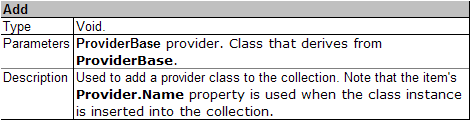 Add
Type Void.
Parameters ProviderBase provider. Class that derives from
ProviderBase.
Description Used to add a provider class to the collection. Note that the item's
Provider.Name property is used when the class instance
is inserted into the collection.